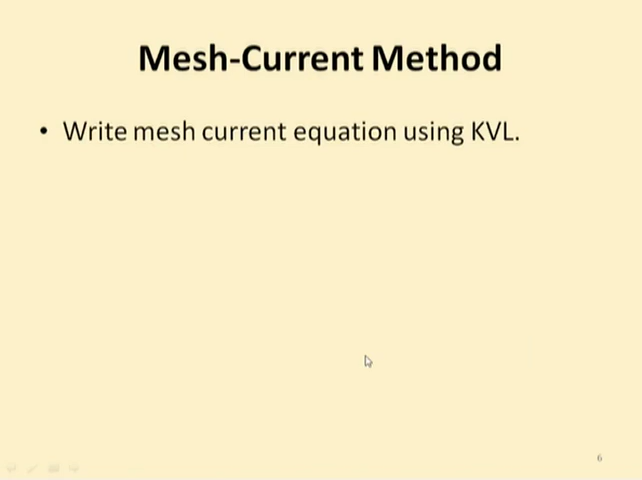 Mesh-Current Method
• Write mesh current equation using KVL.
6